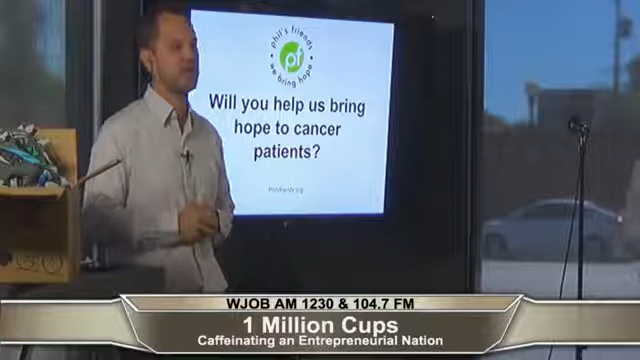 phil's friends
pf
we bring hope
Will you help us bring
hope to cancer
patients?
WJOB AM 1230 & 104.7 FM
1 Million Cups
Caffeinating an Entrepreneurial Nation